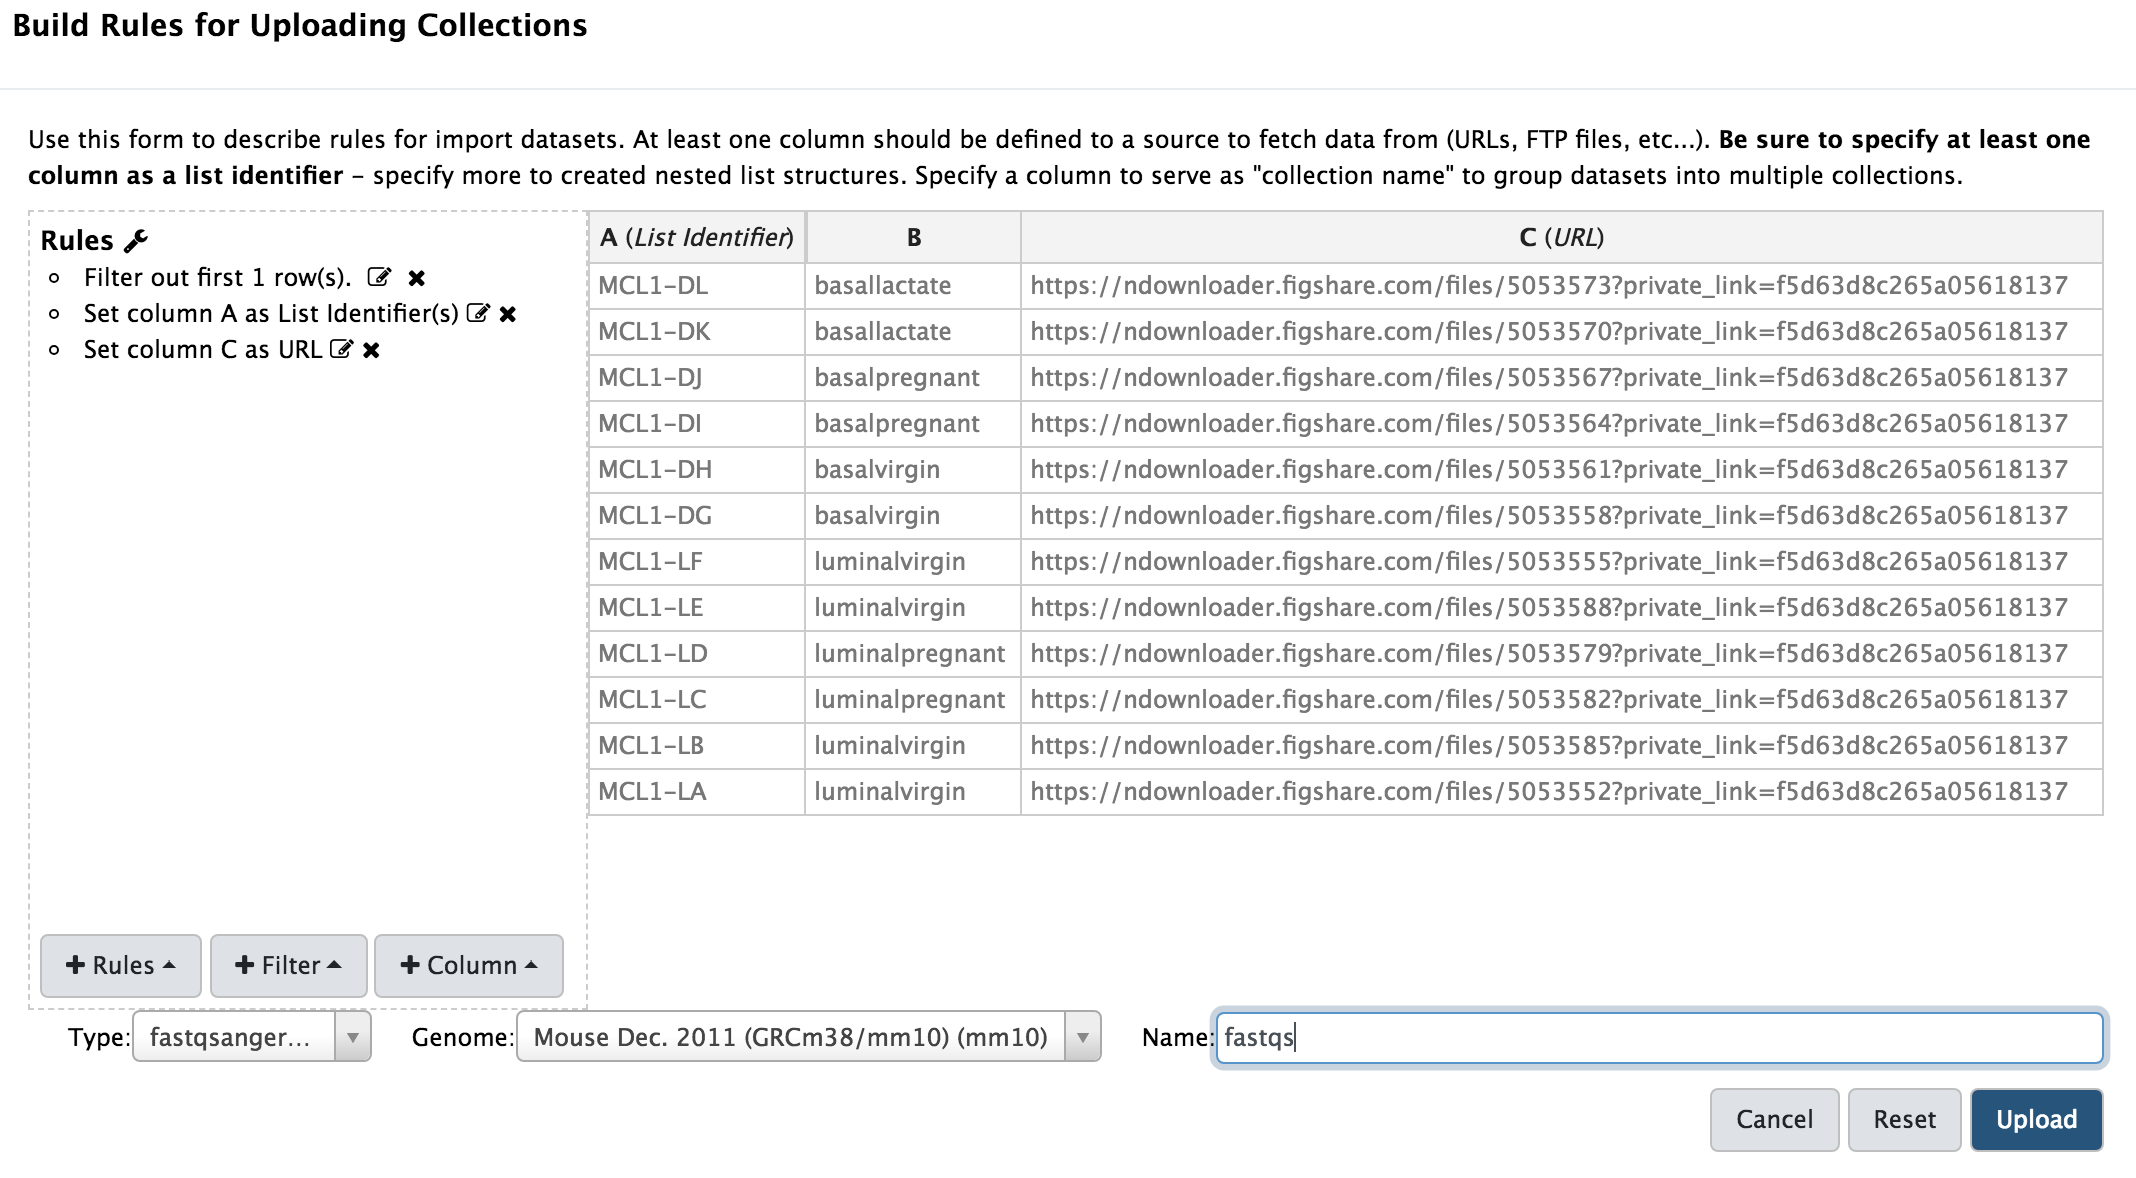 Build Rules for Uploading Collections
Use this form to describe rules for import datasets. At least one column should be defined to a source to fetch data from (URLs, FTP files, etc...). Be sure to specify at least one
column as a list identifier – specify more to created nested list structures. Specify a column to serve as "collection name" to group datasets into multiple collections.
Rules
Filter out first 1 row(s).
Set column A as List Identifier(s)
Set column C as URL
+ Rules
+ Filter
+ Column
A (List Identifier) B C (URL)
MCL1-DL basallactate https://ndownloader.figshare.com/files/5053573?private_link=f5d63d8c265a05618137
MCL1-DK basallactate https://ndownloader.figshare.com/files/5053570?private_link=f5d63d8c265a05618137
MCL1-DJ basalpregnant https://ndownloader.figshare.com/files/5053567?private_link=f5d63d8c265a05618137
MCL1-DI basalpregnant https://ndownloader.figshare.com/files/5053564?private_link=f5d63d8c265a05618137
MCL1-DH basalvirgin https://ndownloader.figshare.com/files/5053561?private_link=f5d63d8c265a05618137
MCL1-DG basalvirgin https://ndownloader.figshare.com/files/5053558?private_link=f5d63d8c265a05618137
MCL1-LF luminalvirgin https://ndownloader.figshare.com/files/5053555?private_link=f5d63d8c265a05618137
MCL1-LE luminalvirgin https://ndownloader.figshare.com/files/5053588?private_link=f5d63d8c265a05618137
MCL1-LD luminalpregnant https://ndownloader.figshare.com/files/5053579?private_link=f5d63d8c265a05618137
MCL1-LC luminalpregnant https://ndownloader.figshare.com/files/5053582?private_link=f5d63d8c265a05618137
MCL1-LB luminalvirgin https://ndownloader.figshare.com/files/5053585?private_link=f5d63d8c265a05618137
MCL1-LA luminalvirgin https://ndownloader.figshare.com/files/5053552?private_link=f5d63d8c265a05618137
Type: fastqsanger... Genome: Mouse Dec. 2011 (GRCm38/mm10) (mm10) Name: fastqs
Cancel Reset Upload